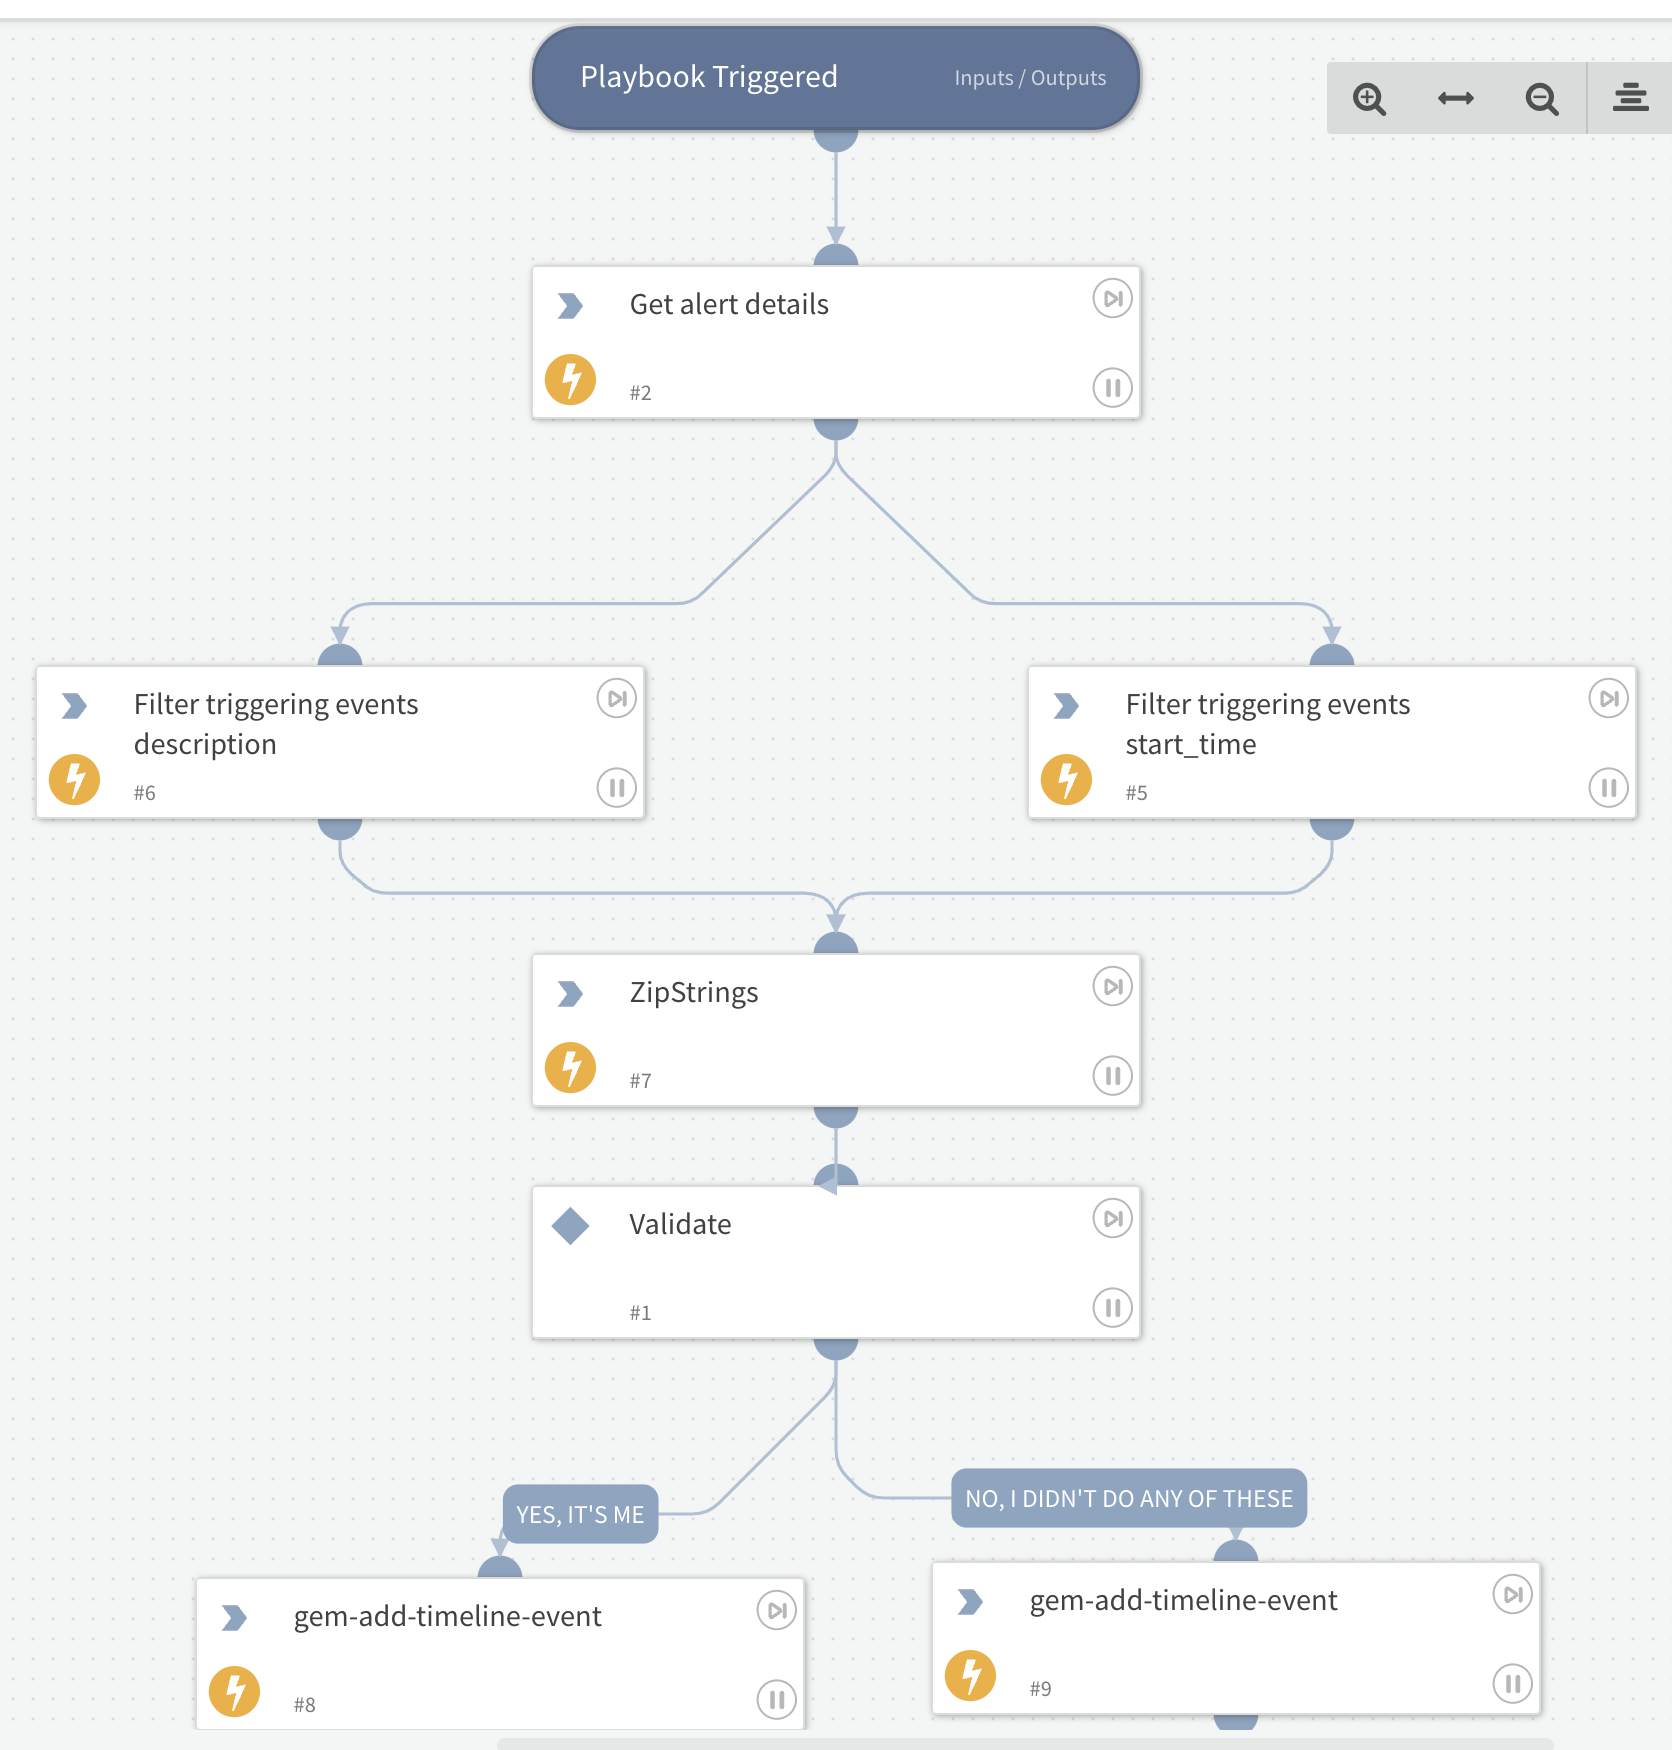 Playbook Triggered
Inputs / Outputs
Get alert details
#2
Filter triggering events
description
#6
Filter triggering events
start_time
#5
ZipStrings
#7
Validate
#1
YES, IT'S ME
NO, I DIDN'T DO ANY OF THESE
gem-add-timeline-event
#8
gem-add-timeline-event
#9